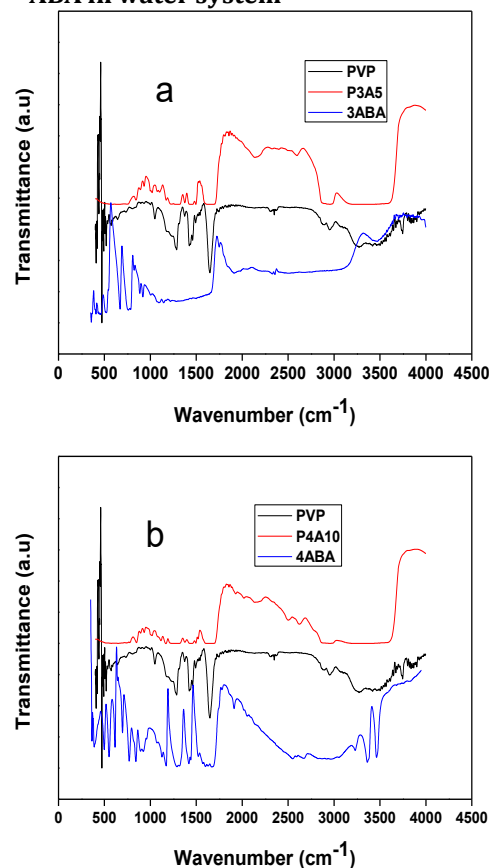 ABA in water system
a
PVP
P3A5
3ABA
Transmittance (a.u)
0 500 1000 1500 2000 2500 3000 3500 4000 4500
Wavenumber (cm-1)
b
PVP
P4A10
4ABA
Transmittance (a.u)
0 500 1000 1500 2000 2500 3000 3500 4000 4500
Wavenumber (cm-1)